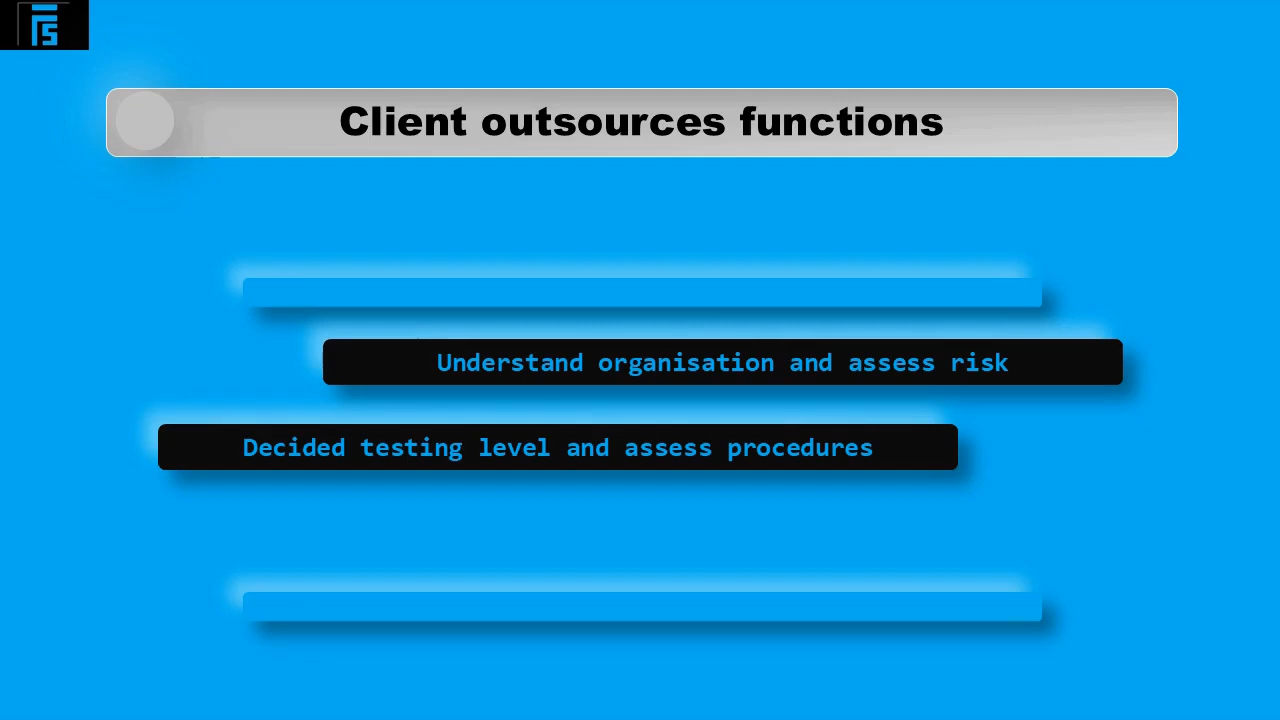 Client outsources functions
Understand organisation and assess risk
Decided testing level and assess procedures